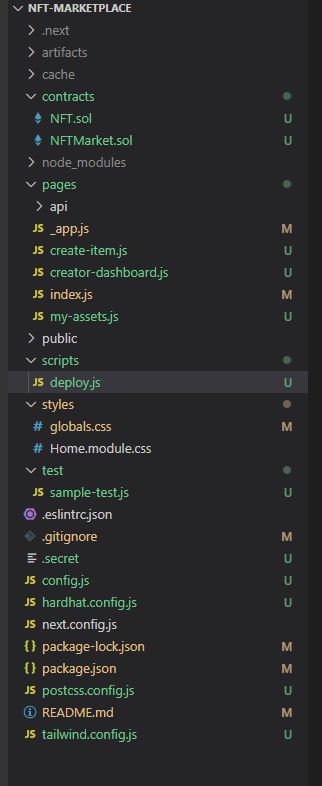 NFT-MARKETPLACE
.next
artifacts
cache
contracts
NFT.sol U
NFTMarket.sol U
node_modules
pages
api
JS _app.js M
JS create-item.js U
JS creator-dashboard.js U
JS index.js M
JS my-assets.js U
public
scripts
JS deploy.js U
styles
# globals.css M
# Home.module.css
test
JS sample-test.js U
.eslintrc.json
.gitignore M
.secret U
JS config.js U
JS hardhat.config.js U
JS next.config.js
{} package-lock.json M
{} package.json M
JS postcss.config.js U
README.md M
JS tailwind.config.js U